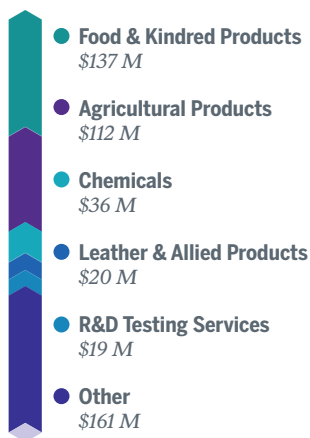 Food & Kindred Products
$137 M
Agricultural Products
$112 M
Chemicals
$36 M
Leather & Allied Products
$20 M
R&D Testing Services
$19 M
Other
$161 M